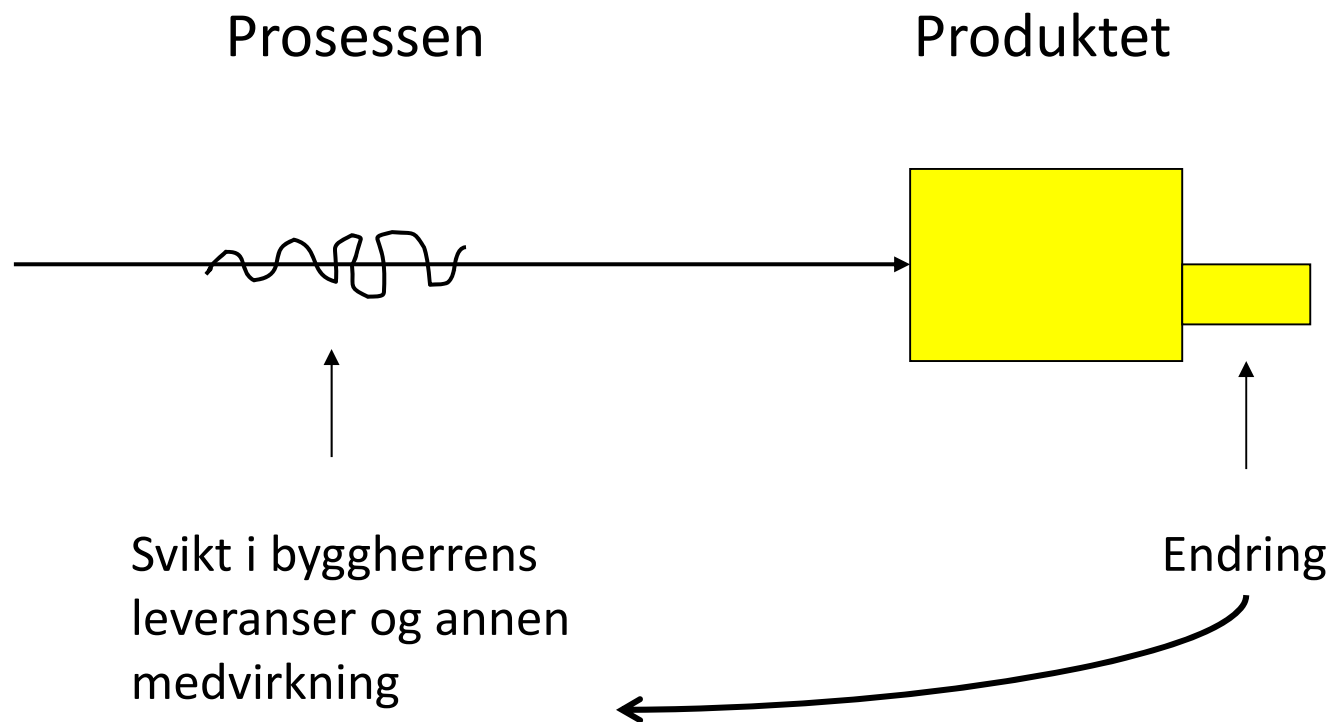 Prosessen
Produktet
Svikt i byggherrens
leveranser og annen
medvirkning
Endring